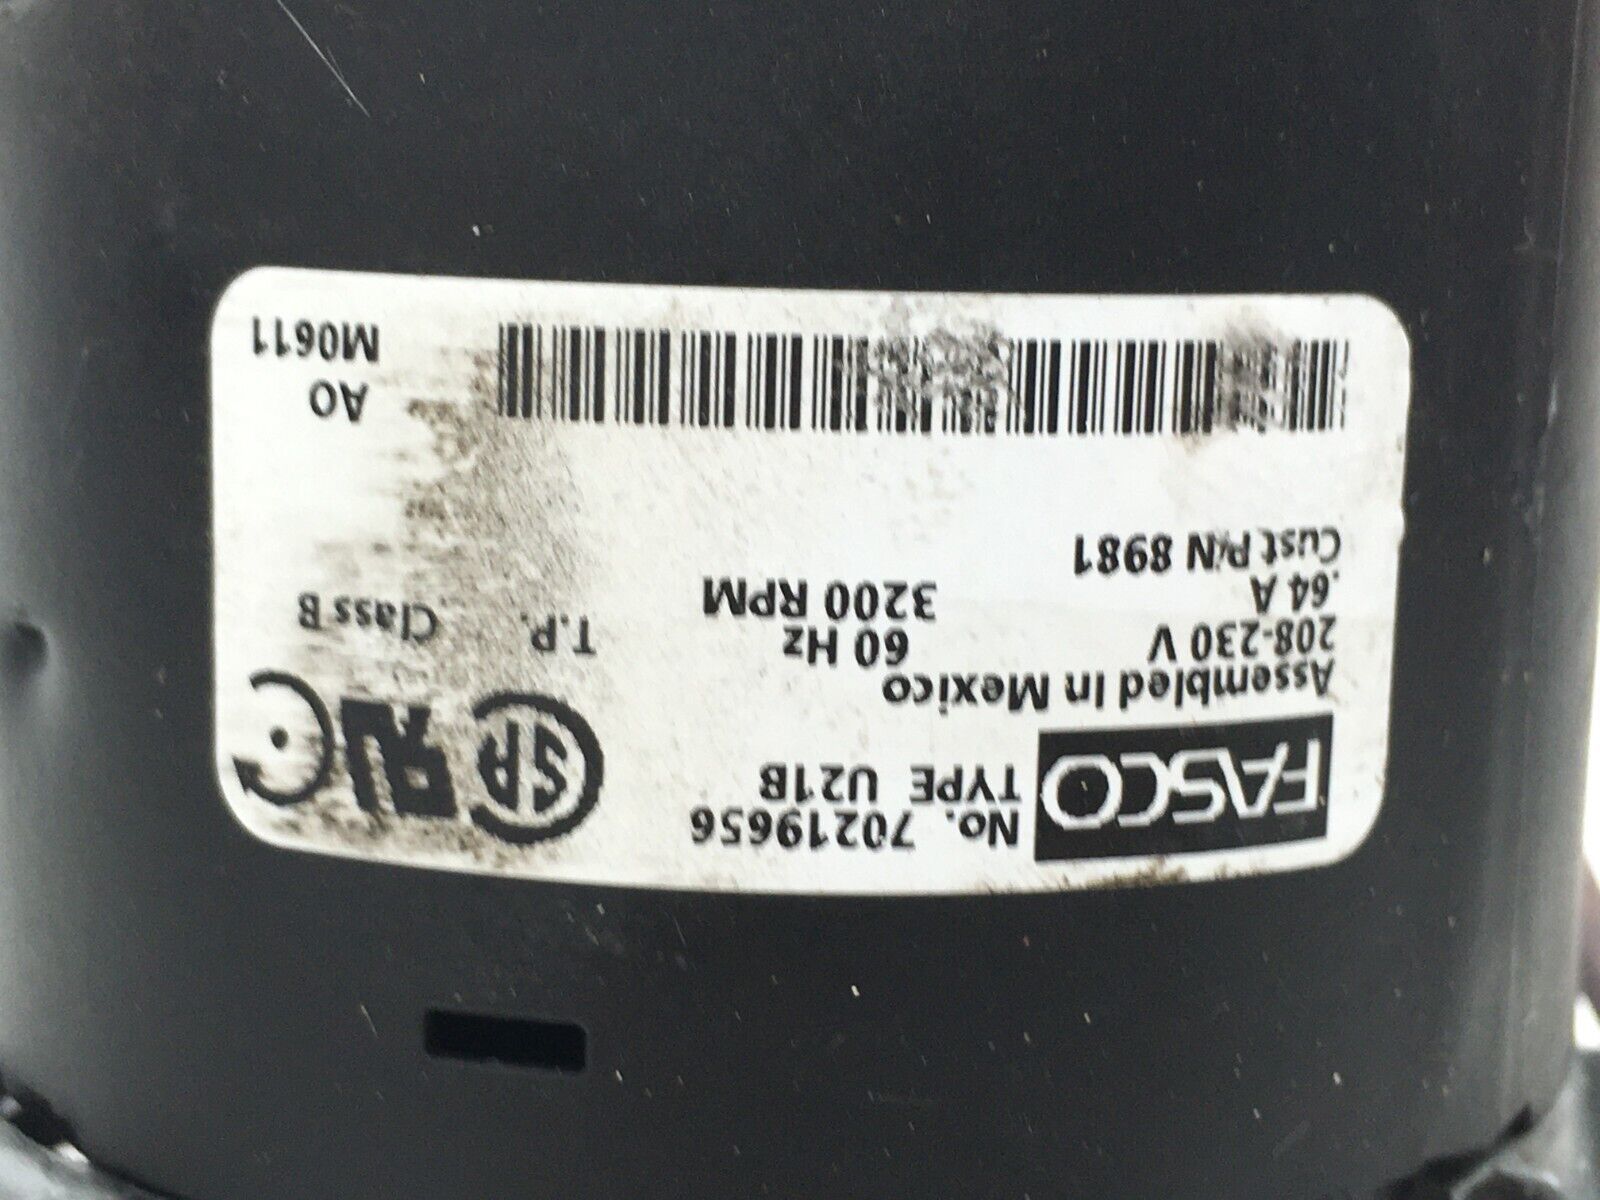 FASCO
No. 70219656
TYPE U21B
Assembled In Mexico
208-230 V 60 Hz T.P. Class B
.64 A 3200 RPM
Cust P/N 8981
AO
M0611
SA